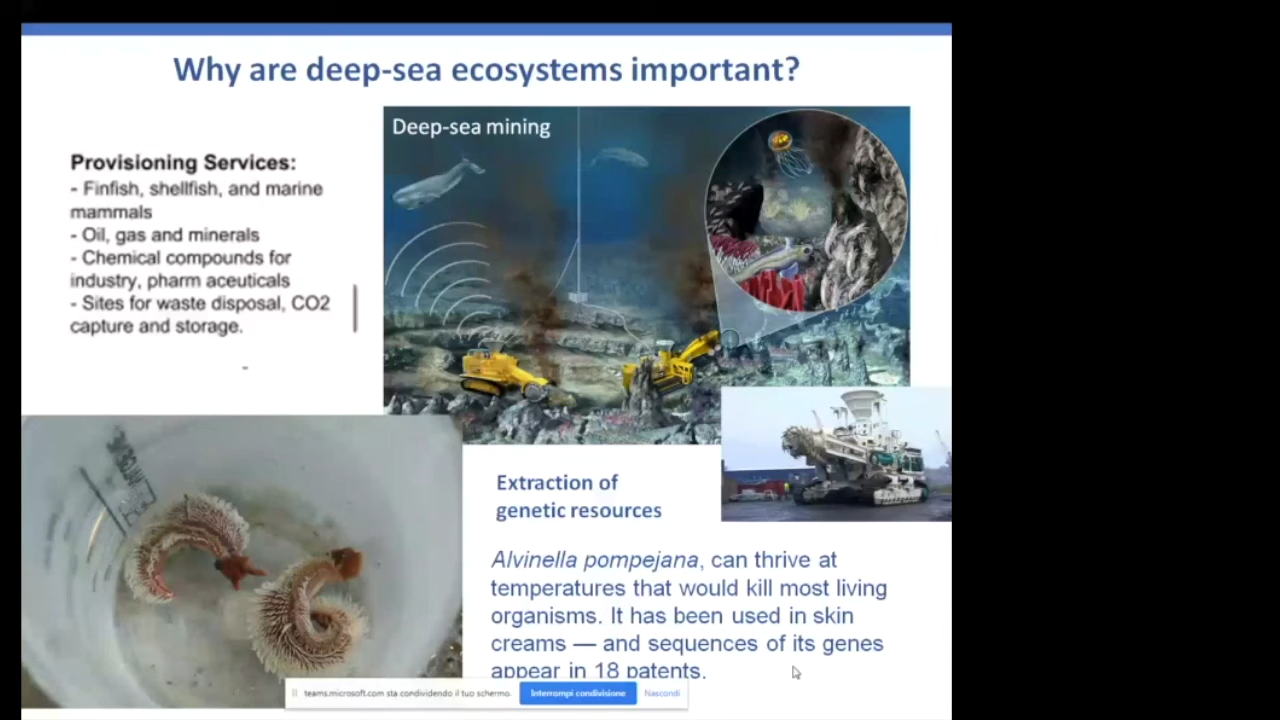 Why are deep-sea ecosystems important?
Deep-sea mining
Provisioning Services:
- Finfish, shellfish, and marine
mammals
- Oil, gas and minerals
- Chemical compounds for
industry, pharm aceuticals
- Sites for waste disposal, CO2
capture and storage.
-
Extraction of
genetic resources
Alvinella pompejana, can thrive at
temperatures that would kill most living
organisms. It has been used in skin
creams — and sequences of its genes
appear in 18 patents.
teams.microsoft.com sta condividendo il tuo schermo.
Interrompi condivisione
Nascondi